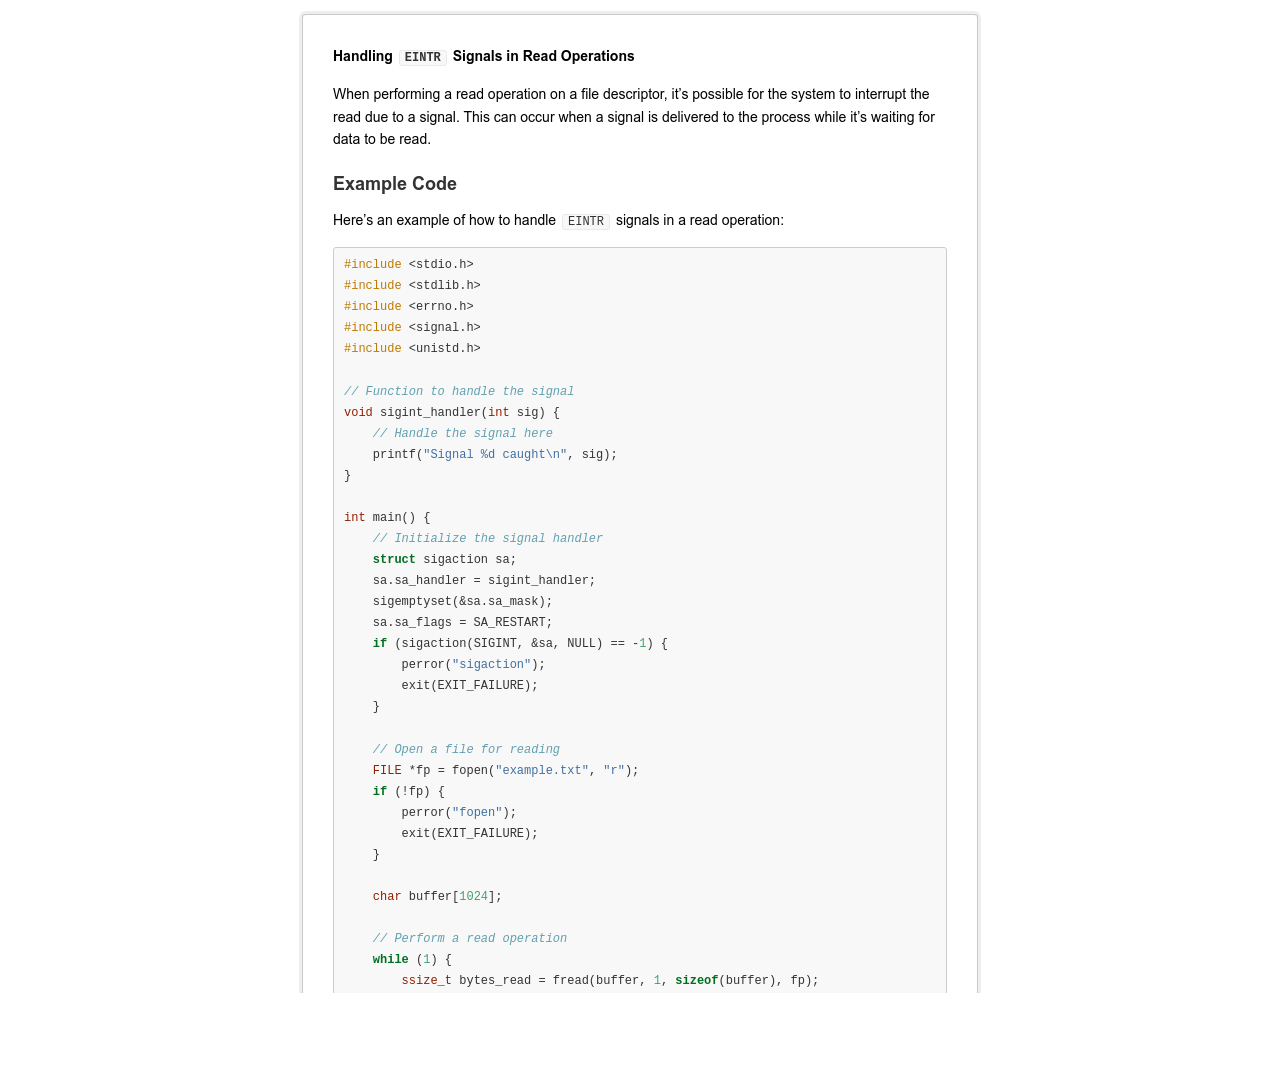 Handling EINTR Signals in Read Operations
When performing a read operation on a file descriptor, it’s possible for the system to interrupt the
read due to a signal. This can occur when a signal is delivered to the process while it’s waiting for
data to be read.
Example Code
Here’s an example of how to handle EINTR signals in a read operation:
#include <stdio.h>
#include <stdlib.h>
#include <errno.h>
#include <signal.h>
#include <unistd.h>

// Function to handle the signal
void sigint_handler(int sig) {
    // Handle the signal here
    printf("Signal %d caught\n", sig);
}

int main() {
    // Initialize the signal handler
    struct sigaction sa;
    sa.sa_handler = sigint_handler;
    sigemptyset(&sa.sa_mask);
    sa.sa_flags = SA_RESTART;
    if (sigaction(SIGINT, &sa, NULL) == -1) {
        perror("sigaction");
        exit(EXIT_FAILURE);
    }

    // Open a file for reading
    FILE *fp = fopen("example.txt", "r");
    if (!fp) {
        perror("fopen");
        exit(EXIT_FAILURE);
    }

    char buffer[1024];

    // Perform a read operation
    while (1) {
        ssize_t bytes_read = fread(buffer, 1, sizeof(buffer), fp);